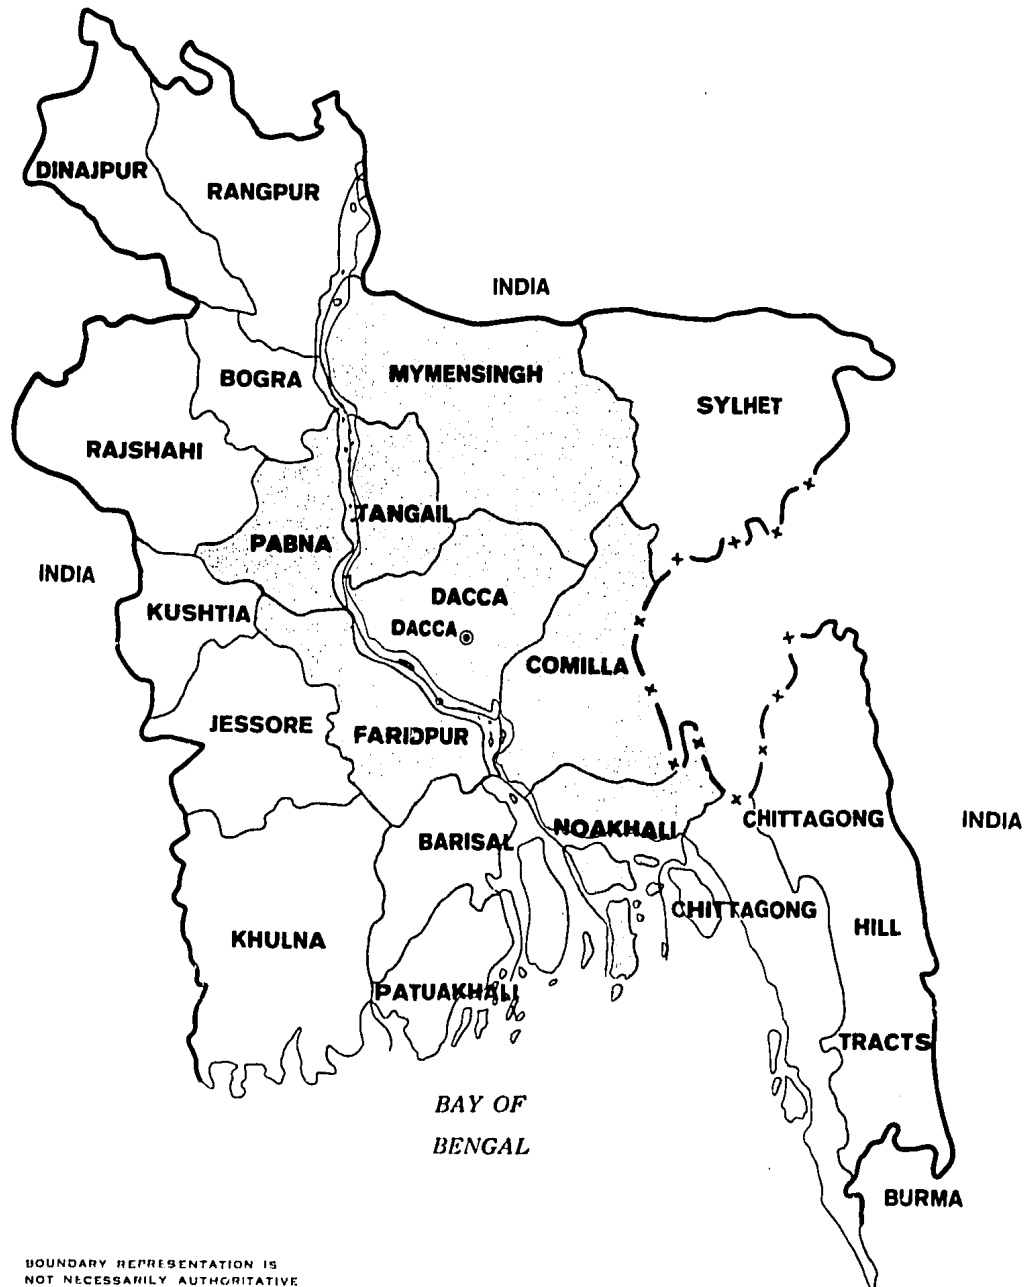 DINAJPUR
RANGPUR
INDIA
BOGRA
MYMENSINGH
SYLHET
RAJSHAHI
TANGAIL
PABNA
INDIA
DACCA
KUSHTIA
DACCA
COMILLA
JESSORE
FARIDPUR
CHITTAGONG
INDIA
NOAKHALI
BARISAL
CHITTAGONG
HILL
KHULNA
PATUAKHALI
TRACTS
BAY OF
BENGAL
BURMA
BOUNDARY REPRESENTATION IS
NOT NECESSARILY AUTHORITATIVE